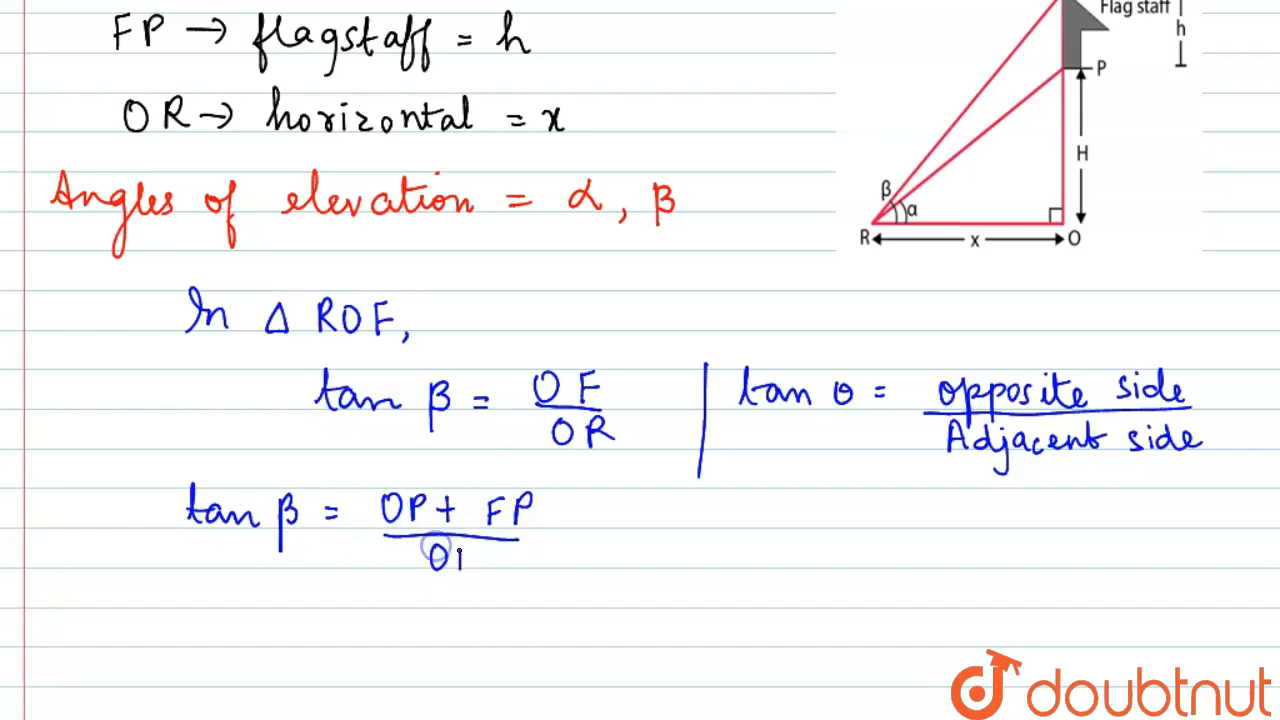 FP → flagstaff = h
OR → horizontal = x
Angles of elevation = α, β
Flag staff
h
P
H
β
α
R
x
O
In Δ ROF,
tan β = OF/OR | tan θ = opposite side/Adjacent side
tan β = OP + FP/O
doubtnut